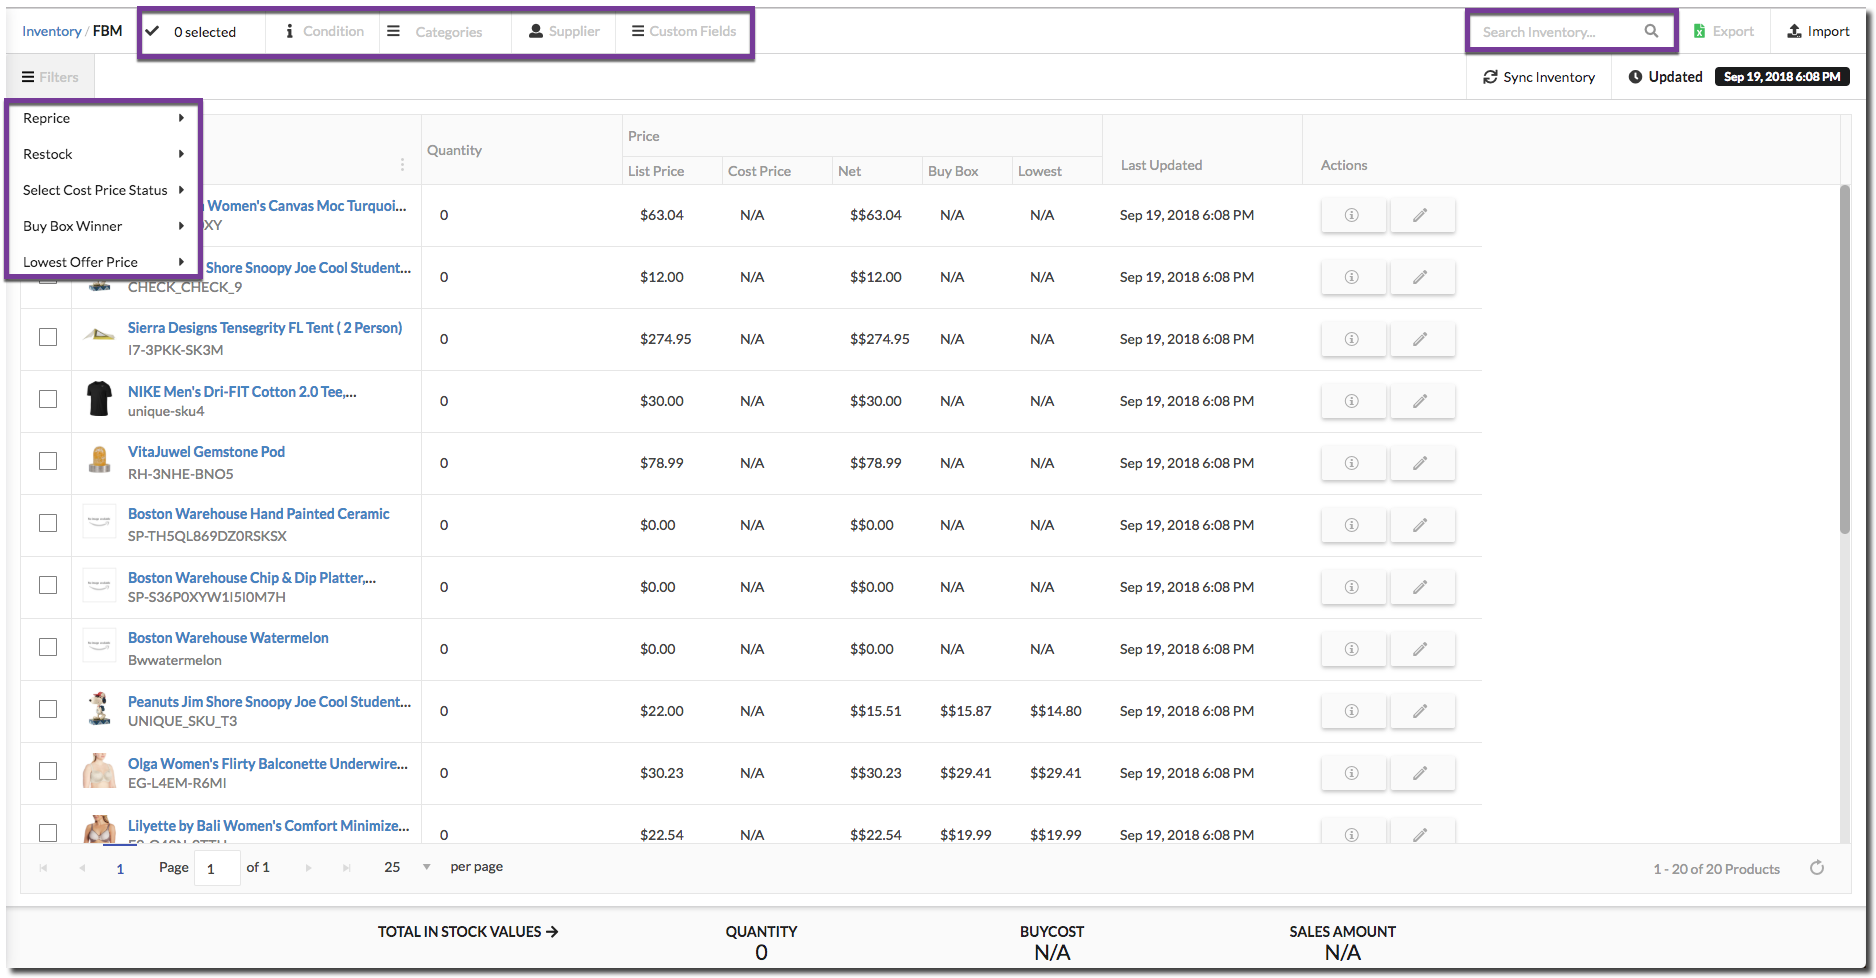 Inventory / FBM
0 selected
Condition
Categories
Supplier
Custom Fields
Search Inventory...
Export
Import
Filters
Sync Inventory
Updated
Sep 19, 2018 6:08 PM
Reprice
Restock
Select Cost Price Status
Buy Box Winner
Lowest Offer Price
Quantity
Price
List Price
Cost Price
Net
Buy Box
Lowest
Last Updated
Actions
Women's Canvas Moc Turquoi...
0 $63.04 N/A $$63.04 N/A N/A Sep 19, 2018 6:08 PM
Shore Snoopy Joe Cool Student...
CHECK_CHECK_9
0 $12.00 N/A $$12.00 N/A N/A Sep 19, 2018 6:08 PM
Sierra Designs Tensegrity FL Tent ( 2 Person)
I7-3PKK-SK3M
0 $274.95 N/A $$274.95 N/A N/A Sep 19, 2018 6:08 PM
NIKE Men's Dri-FIT Cotton 2.0 Tee,...
unique-sku4
0 $30.00 N/A $$30.00 N/A N/A Sep 19, 2018 6:08 PM
VitaJuwel Gemstone Pod
RH-3NHE-BNO5
0 $78.99 N/A $$78.99 N/A N/A Sep 19, 2018 6:08 PM
Boston Warehouse Hand Painted Ceramic
SP-TH5QL869DZ0RSKSX
0 $0.00 N/A $$0.00 N/A N/A Sep 19, 2018 6:08 PM
Boston Warehouse Chip & Dip Platter,...
SP-S36P0XYW1I5I0M7H
0 $0.00 N/A $$0.00 N/A N/A Sep 19, 2018 6:08 PM
Boston Warehouse Watermelon
Bwwatermelon
0 $0.00 N/A $$0.00 N/A N/A Sep 19, 2018 6:08 PM
Peanuts Jim Shore Snoopy Joe Cool Student...
UNIQUE_SKU_T3
0 $22.00 N/A $$15.51 $$15.87 $$14.80 Sep 19, 2018 6:08 PM
Olga Women's Flirty Balconette Underwire...
EG-L4EM-R6MI
0 $30.23 N/A $$30.23 $$29.41 $$29.41 Sep 19, 2018 6:08 PM
Lilyette by Bali Women's Comfort Minimize...
0 $22.54 N/A $$22.54 $$19.99 $$19.99 Sep 19, 2018 6:08 PM
1 Page 1 of 1 25 per page
1 - 20 of 20 Products
TOTAL IN STOCK VALUES →
QUANTITY
0
BUYCOST
N/A
SALES AMOUNT
N/A